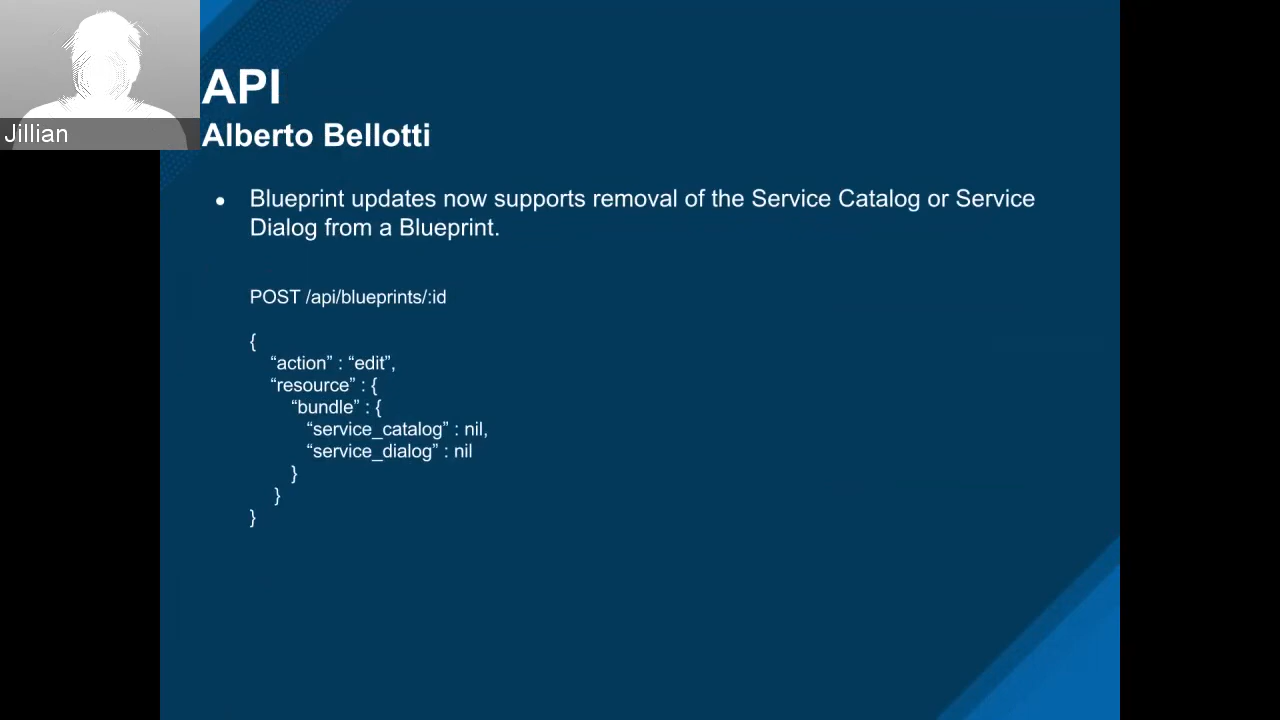 Jillian
API
Alberto Bellotti
● Blueprint updates now supports removal of the Service Catalog or Service
Dialog from a Blueprint.
POST /api/blueprints/:id
{
“action” : “edit”,
“resource” : {
“bundle” : {
“service_catalog” : nil,
“service_dialog” : nil
}
}
}